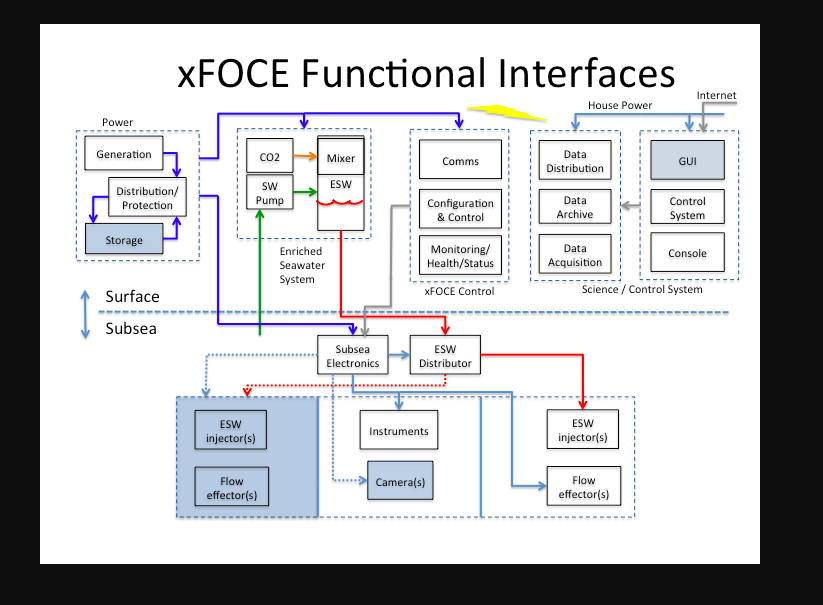 xFOCE Functional Interfaces
Internet
House Power
Power
Generation
Distribution/
Protection
Storage
CO2
Mixer
SW
Pump
ESW
Enriched
Seawater
System
Comms
Configuration
& Control
Monitoring/
Health/Status
xFOCE Control
Data
Distribution
Data
Archive
Data
Acquisition
GUI
Control
System
Console
Science / Control System
Surface
Subsea
Subsea
Electronics
ESW
Distributor
ESW
injector(s)
Flow
effector(s)
Instruments
Camera(s)
ESW
injector(s)
Flow
effector(s)